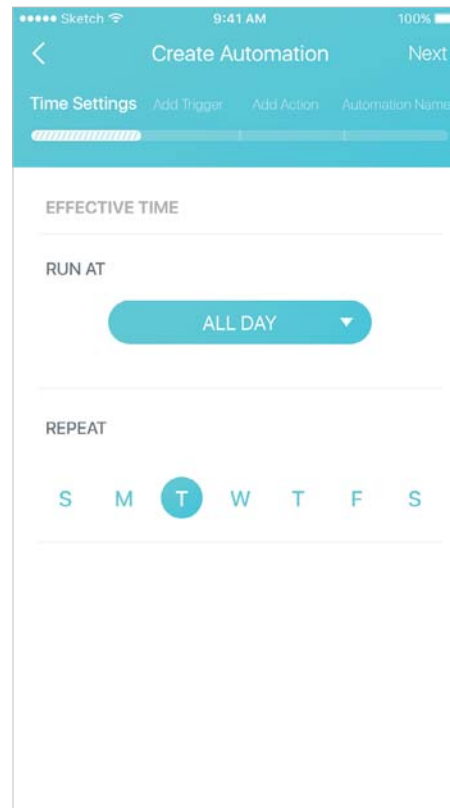 Sketch 9:41 AM 100%
Create Automation Next
Time Settings Add Trigger Add Action Automation Name
EFFECTIVE TIME
RUN AT
ALL DAY
REPEAT
S M T W T F S